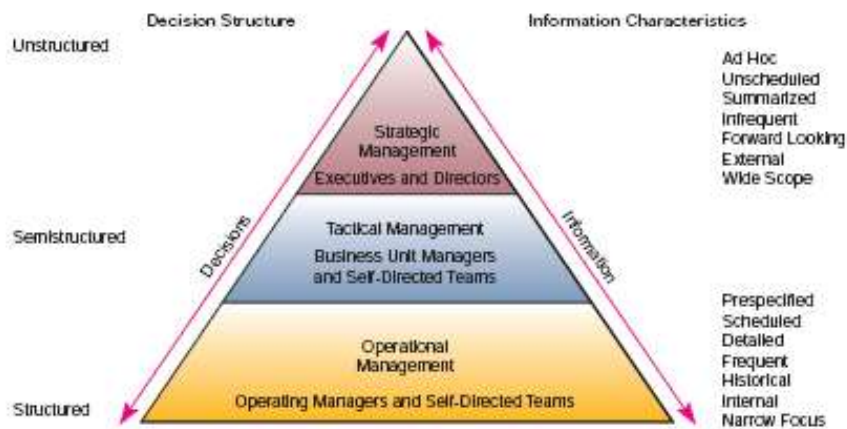 Decision Structure
Information Characteristics
Unstructured
Ad Hoc
Unscheduled
Summarized
Infrequent
Forward Looking
External
Wide Scope
Strategic
Management
Executives and Directors
Semistructured
Decisions
Tactical Management
Business Unit Managers
and Self-Directed Teams
Information
Prespecified
Scheduled
Detailed
Frequent
Historical
Internal
Narrow Focus
Operational
Management
Operating Managers and Self-Directed Teams
Structured